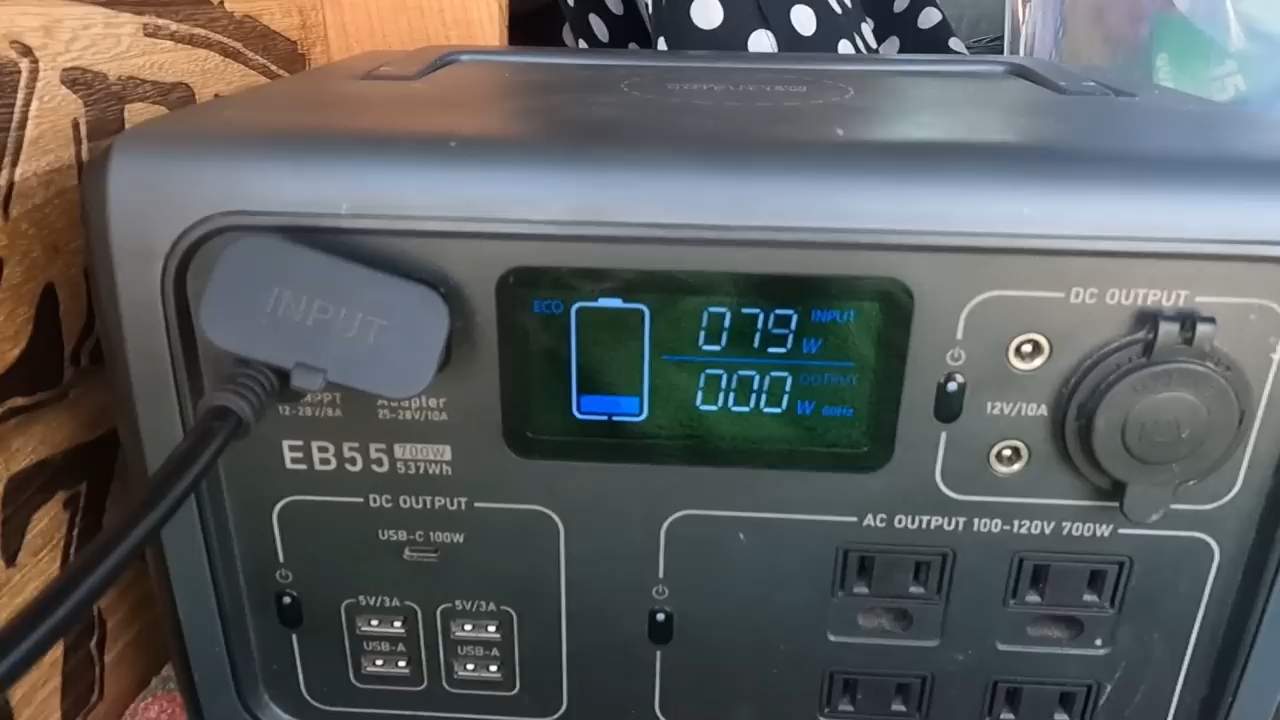 INPUT
MPPT
12-28V/8A
Adapter
25-28V/10A
EB55 700W
537Wh
ECO
079 W INPUT
000 W OUTPUT
60Hz
DC OUTPUT
12V/10A
DC OUTPUT
USB-C 100W
5V/3A
USB-A
5V/3A
USB-A
AC OUTPUT 100-120V 700W